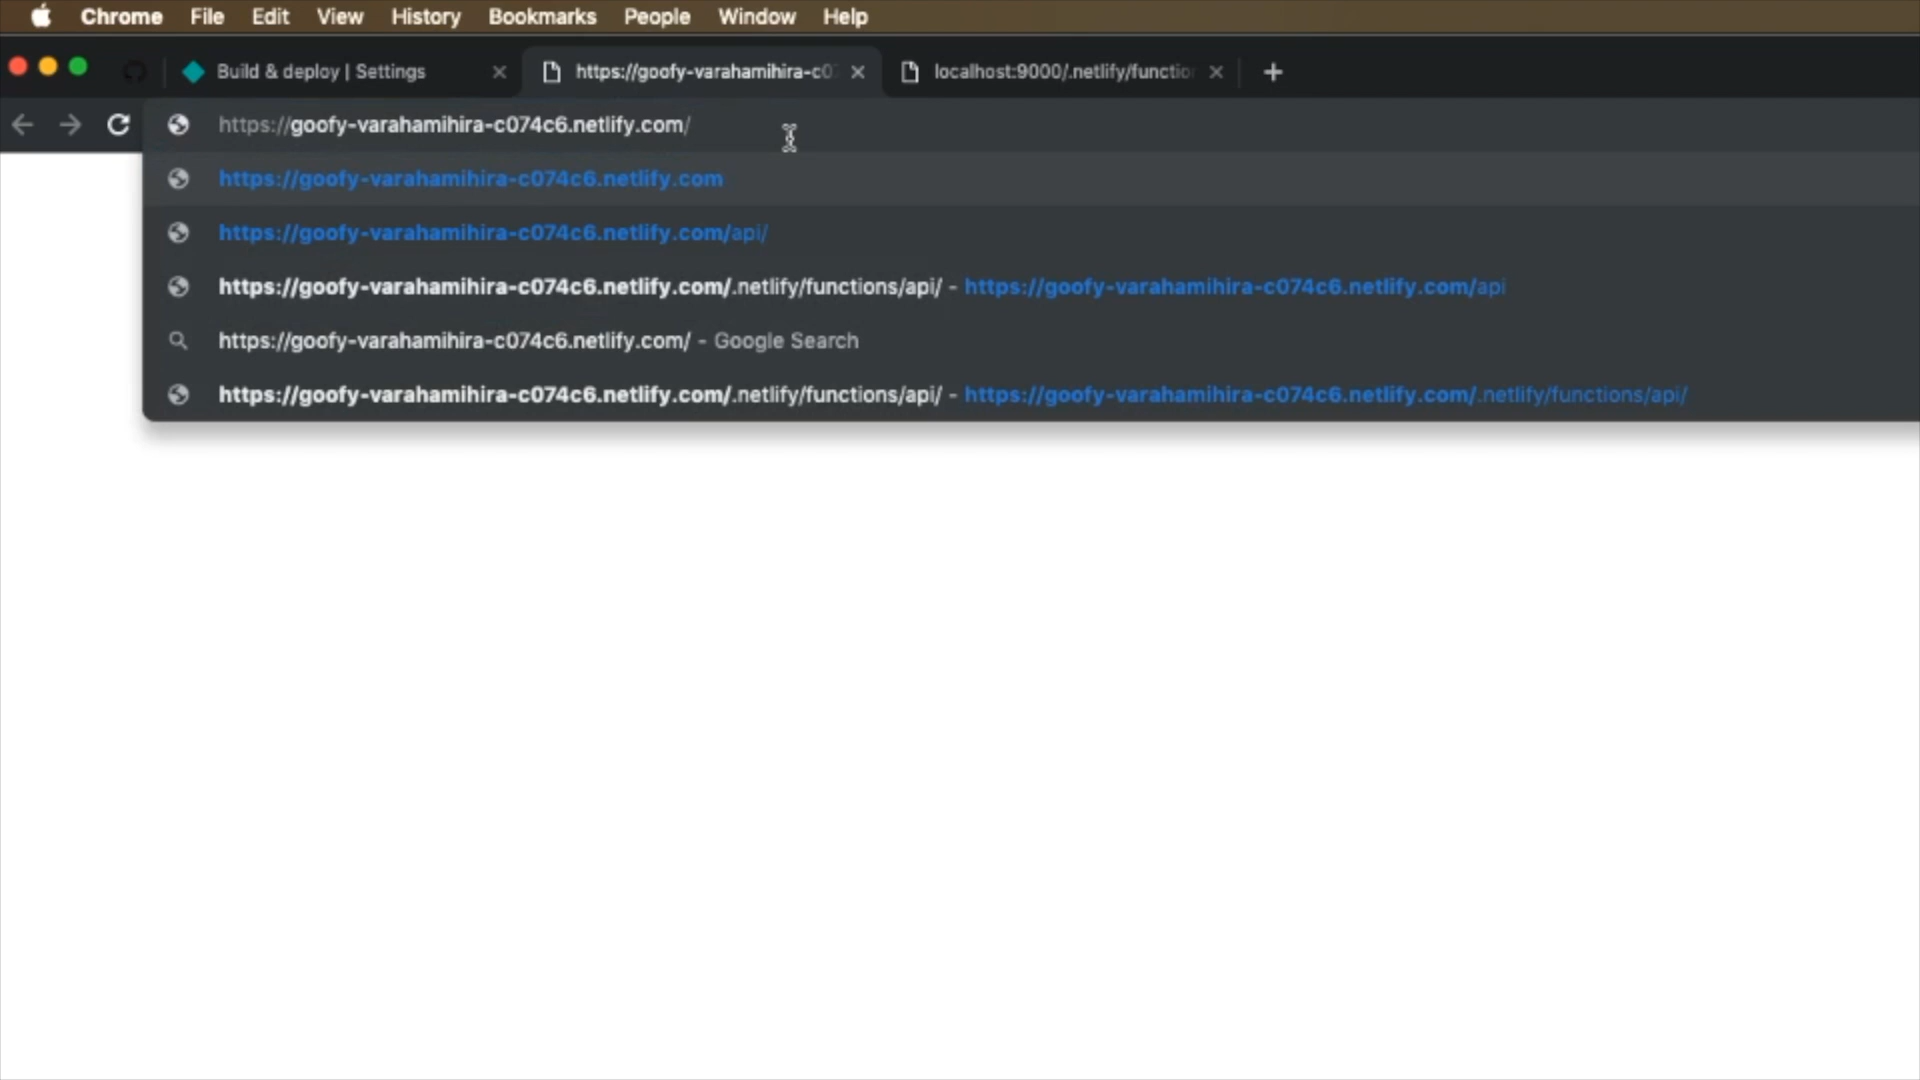 Chrome File Edit View History Bookmarks People Window Help
Build & deploy | Settings https://goofy-varahamihira-c0 localhost:9000/.netlify/function
https://goofy-varahamihira-c074c6.netlify.com/
https://goofy-varahamihira-c074c6.netlify.com
https://goofy-varahamihira-c074c6.netlify.com/api/
https://goofy-varahamihira-c074c6.netlify.com/.netlify/functions/api/ - https://goofy-varahamihira-c074c6.netlify.com/api
https://goofy-varahamihira-c074c6.netlify.com/ - Google Search
https://goofy-varahamihira-c074c6.netlify.com/.netlify/functions/api/ - https://goofy-varahamihira-c074c6.netlify.com/.netlify/functions/api/